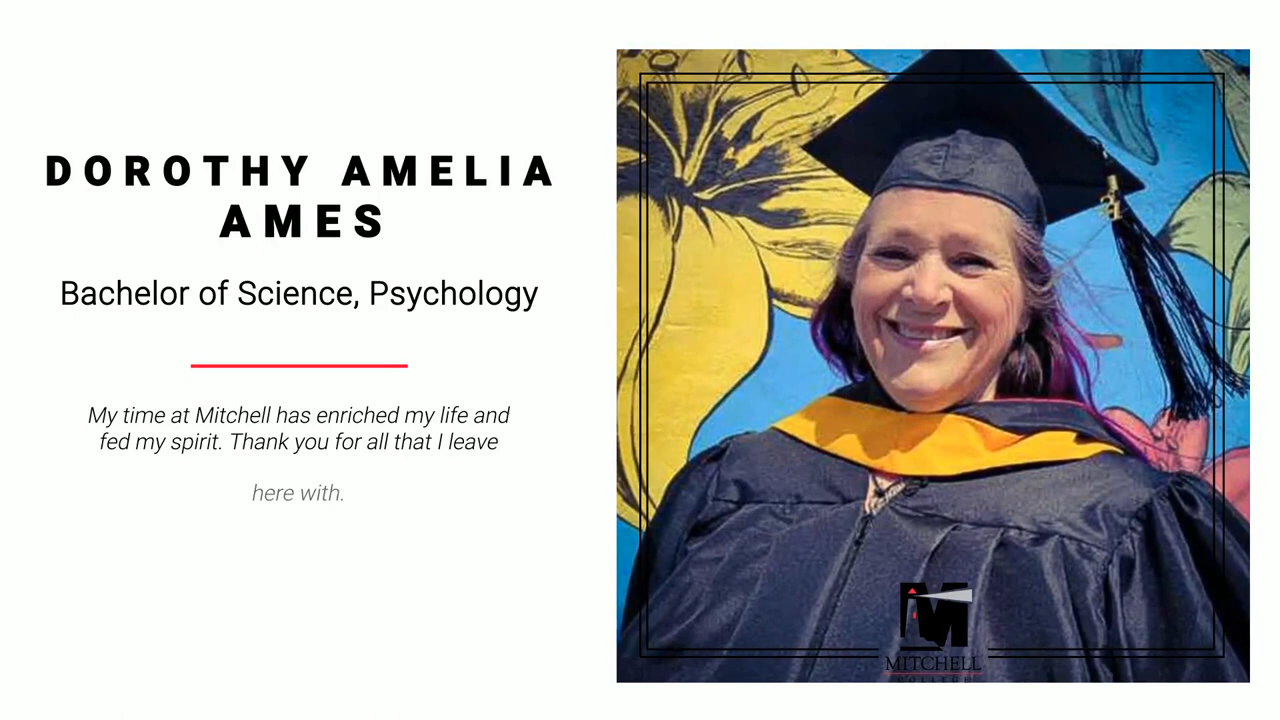 DOROTHY AMELIA
AMES
Bachelor of Science, Psychology
My time at Mitchell has enriched my life and
fed my spirit. Thank you for all that I leave
here with.
MITCHELL
COLLEGE